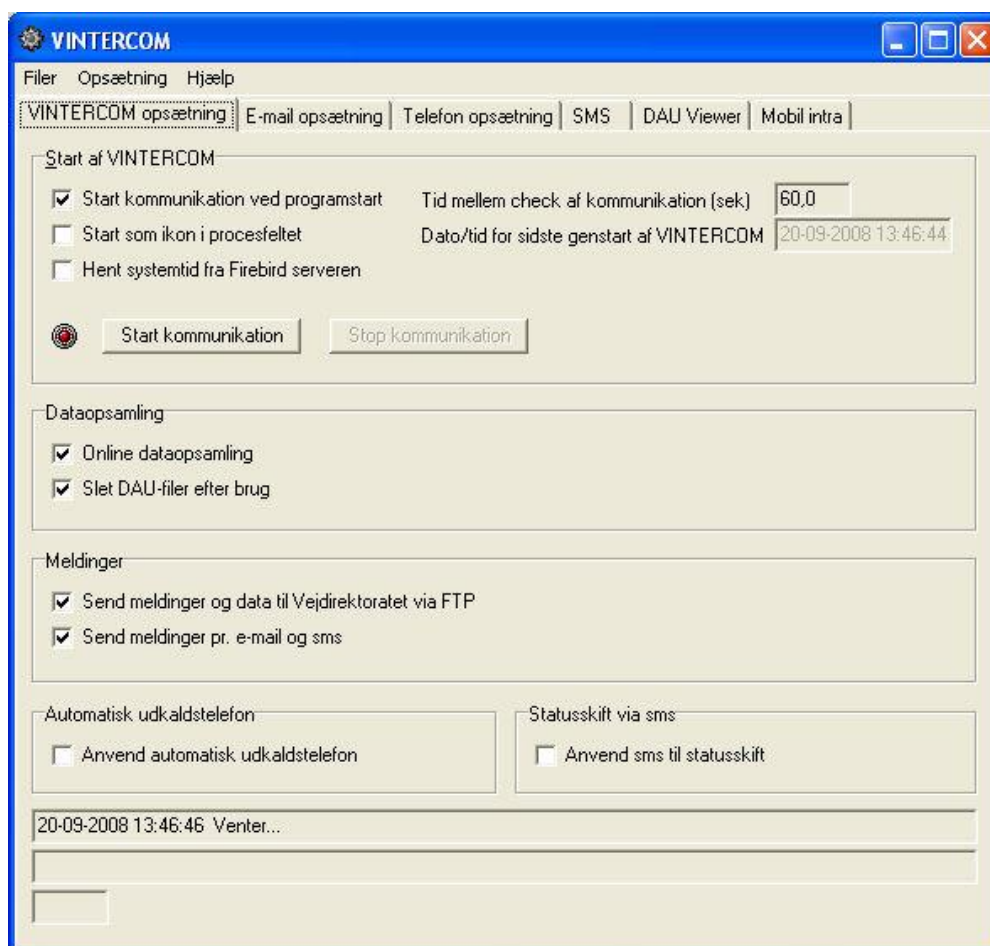 VINTERCOM
Filer Opsætning Hjælp
VINTERCOM opsætning E-mail opsætning Telefon opsætning SMS DAU Viewer Mobil intra
Start af VINTERCOM
Start kommunikation ved programstart Tid mellem check af kommunikation (sek) 60,0
Start som ikon i procesfeltet Dato/tid for sidste genstart af VINTERCOM 20-09-2008 13:46:44
Hent systemtid fra Firebird serveren
Start kommunikation Stop kommunikation
Dataopsamling
Online dataopsamling
Slet DAU-filer efter brug
Meldinger
Send meldinger og data til Vejdirektoratet via FTP
Send meldinger pr. e-mail og sms
Automatisk udkaldstelefon Statusskift via sms
Anvend automatisk udkaldstelefon Anvend sms til statusskift
20-09-2008 13:46:46 Venter...